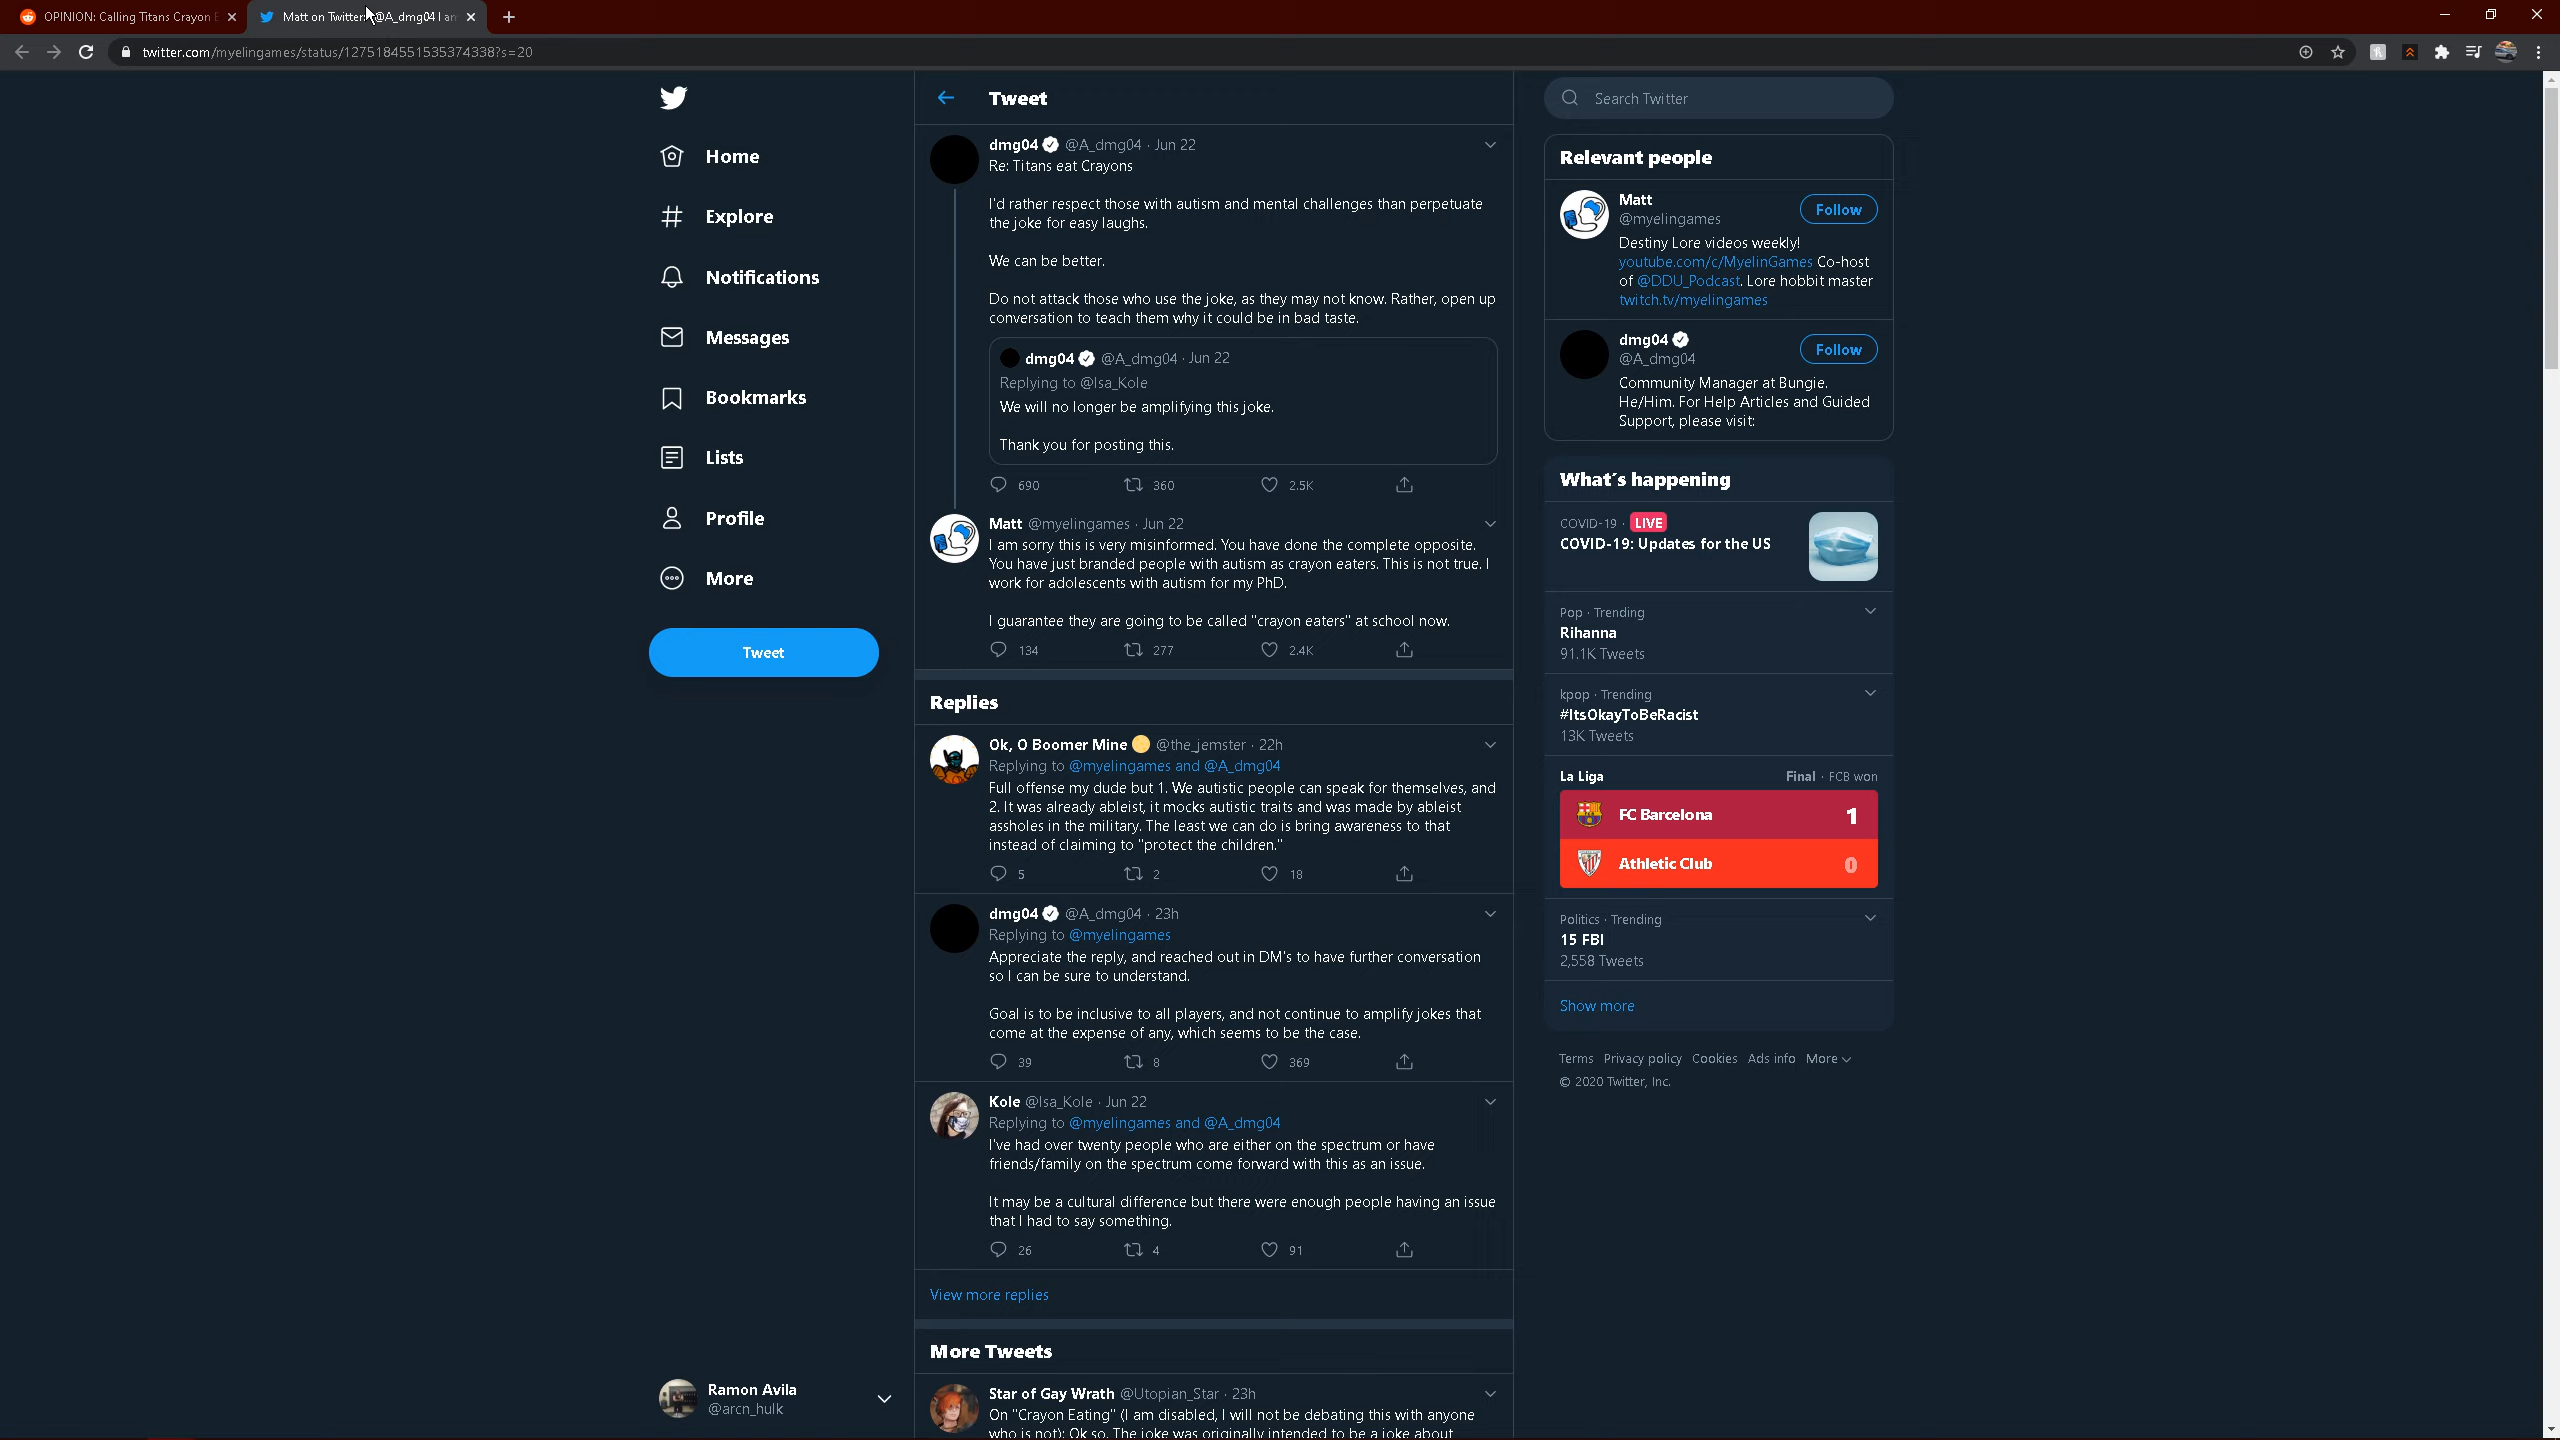 OPINION: Calling Titans Crayon E
Matt on Twitter: "@A_dmg04 I am
twitter.com/myelingames/status/1275184551535374338?s=20
Home
Explore
Notifications
Messages
Bookmarks
Lists
Profile
More
Tweet
Ramon Avila
@arcn_hulk
Tweet
dmg04 @A_dmg04 · Jun 22
Re: Titans eat Crayons
I'd rather respect those with autism and mental challenges than perpetuate
the joke for easy laughs.
We can be better.
Do not attack those who use the joke, as they may not know. Rather, open up
conversation to teach them why it could be in bad taste.
dmg04 @A_dmg04 · Jun 22
Replying to @Isa_Kole
We will no longer be amplifying this joke.
Thank you for posting this.
690 360 2.5K
Matt @myelingames · Jun 22
I am sorry this is very misinformed. You have done the complete opposite.
You have just branded people with autism as crayon eaters. This is not true. I
work for adolescents with autism for my PhD.
I guarantee they are going to be called "crayon eaters" at school now.
134 277 2.4K
Replies
Ok, O Boomer Mine @the_jemster · 22h
Replying to @myelingames and @A_dmg04
Full offense my dude but 1. We autistic people can speak for themselves, and
2. It was already ableist, it mocks autistic traits and was made by ableist
assholes in the military. The least we can do is bring awareness to that
instead of claiming to "protect the children."
5 2 18
dmg04 @A_dmg04 · 23h
Replying to @myelingames
Appreciate the reply, and reached out in DM's to have further conversation
so I can be sure to understand.
Goal is to be inclusive to all players, and not continue to amplify jokes that
come at the expense of any, which seems to be the case.
39 8 369
Kole @Isa_Kole · Jun 22
Replying to @myelingames and @A_dmg04
I've had over twenty people who are either on the spectrum or have
friends/family on the spectrum come forward with this as an issue.
It may be a cultural difference but there were enough people having an issue
that I had to say something.
26 4 91
View more replies
More Tweets
Star of Gay Wrath @Utopian_Star · 23h
On "Crayon Eating" (I am disabled, I will not be debating this with anyone
who is not): Ok so. The joke was originally intended to be a joke about
Search Twitter
Relevant people
Matt
@myelingames
Follow
Destiny Lore videos weekly!
youtube.com/c/MyelinGames Co-host
of @DDU_Podcast. Lore hobbit master
twitch.tv/myelingames
dmg04
@A_dmg04
Follow
Community Manager at Bungie.
He/Him. For Help Articles and Guided
Support, please visit:
What's happening
COVID-19 · LIVE
COVID-19: Updates for the US
Pop · Trending
Rihanna
91.1K Tweets
kpop · Trending
#ItsOkayToBeRacist
13K Tweets
La Liga Final · FCB won
FC Barcelona 1
Athletic Club 0
Politics · Trending
15 FBI
2,558 Tweets
Show more
Terms Privacy policy Cookies Ads info More
© 2020 Twitter, Inc.